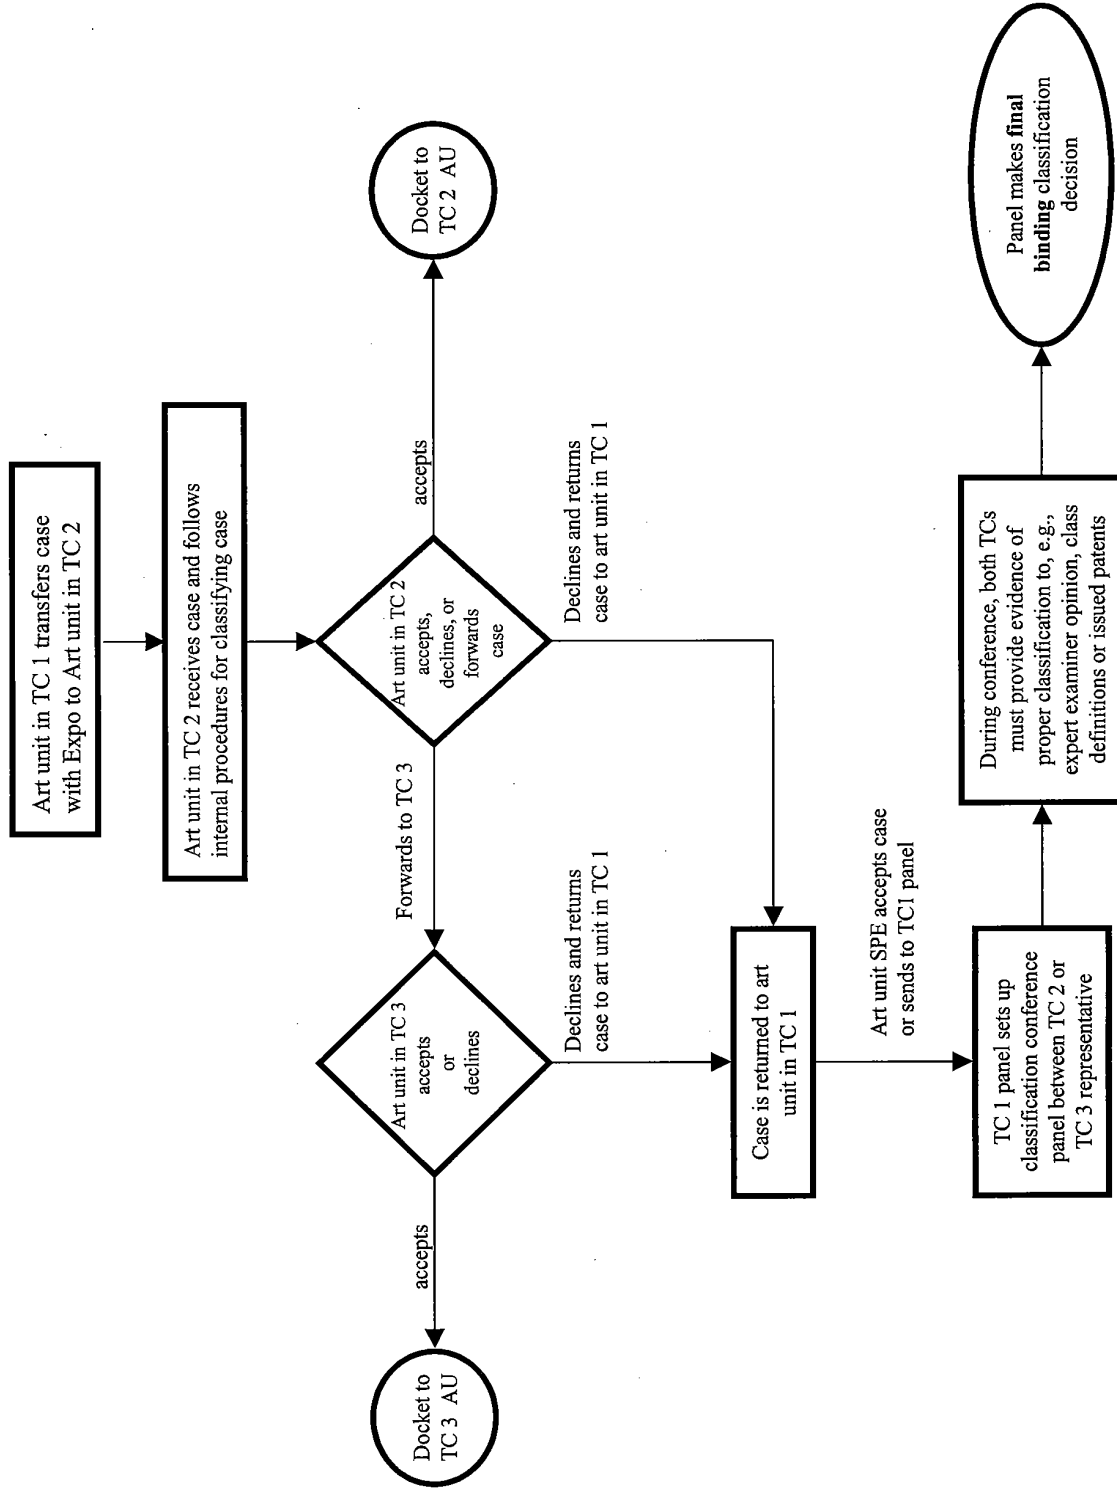 Art unit in TC 1 transfers case
with Expo to Art unit in TC 2
Art unit in TC 2 receives case and follows
internal procedures for classifying case
Art unit in TC 2
accepts,
declines, or
forwards
case
accepts
Docket to
TC 2 AU
Forwards to TC 3
Declines and returns
case to art unit in TC 1
Art unit in TC 3
accepts
or
declines
accepts
Docket to
TC 3 AU
Declines and returns
case to art unit in TC 1
Case is returned to art
unit in TC 1
Art unit SPE accepts case
or sends to TC1 panel
TC 1 panel sets up
classification conference
panel between TC 2 or
TC 3 representative
During conference, both TCs
must provide evidence of
proper classification to, e.g.,
expert examiner opinion, class
definitions or issued patents
Panel makes final
binding classification
decision